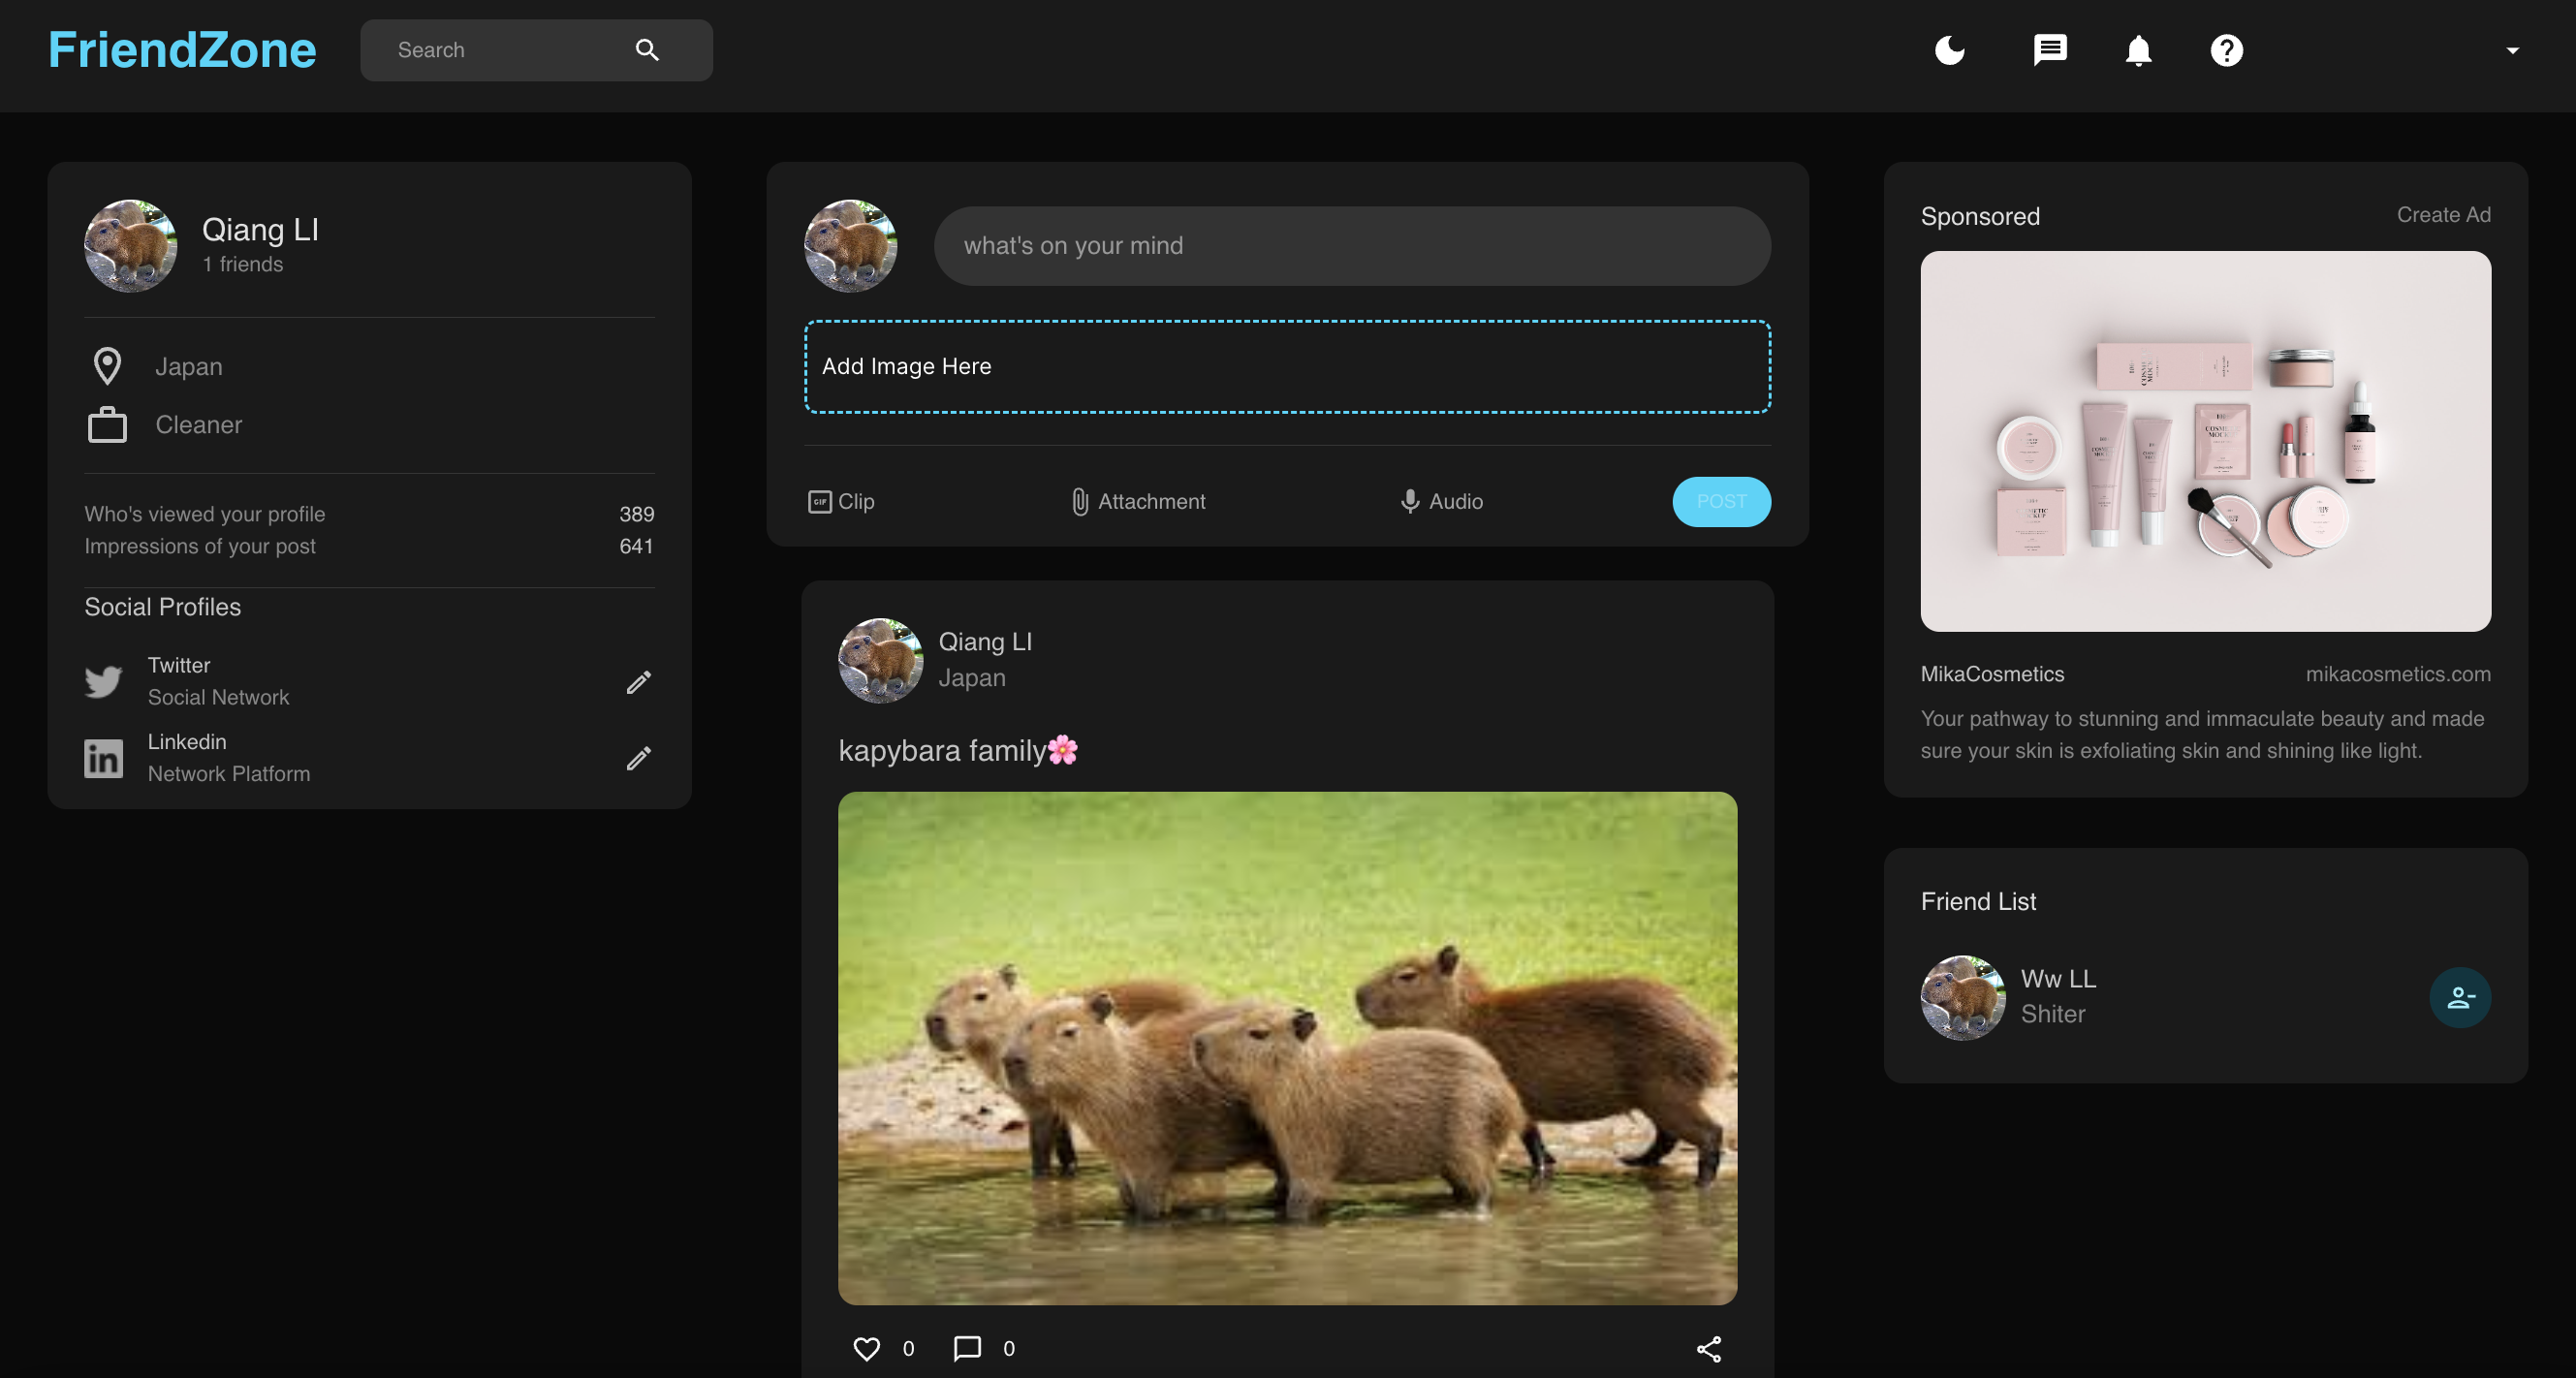 FriendZone
Search
Qiang LI
1 friends
Japan
Cleaner
Who's viewed your profile 389
Impressions of your post 641
Social Profiles
Twitter
Social Network
Linkedin
Network Platform
what's on your mind
Add Image Here
GIF Clip
Attachment
Audio
POST
Qiang LI
Japan
kapybara family🌸
0
0
Sponsored
Create Ad
MikaCosmetics
mikacosmetics.com
Your pathway to stunning and immaculate beauty and made
sure your skin is exfoliating skin and shining like light.
Friend List
Ww LL
Shiter